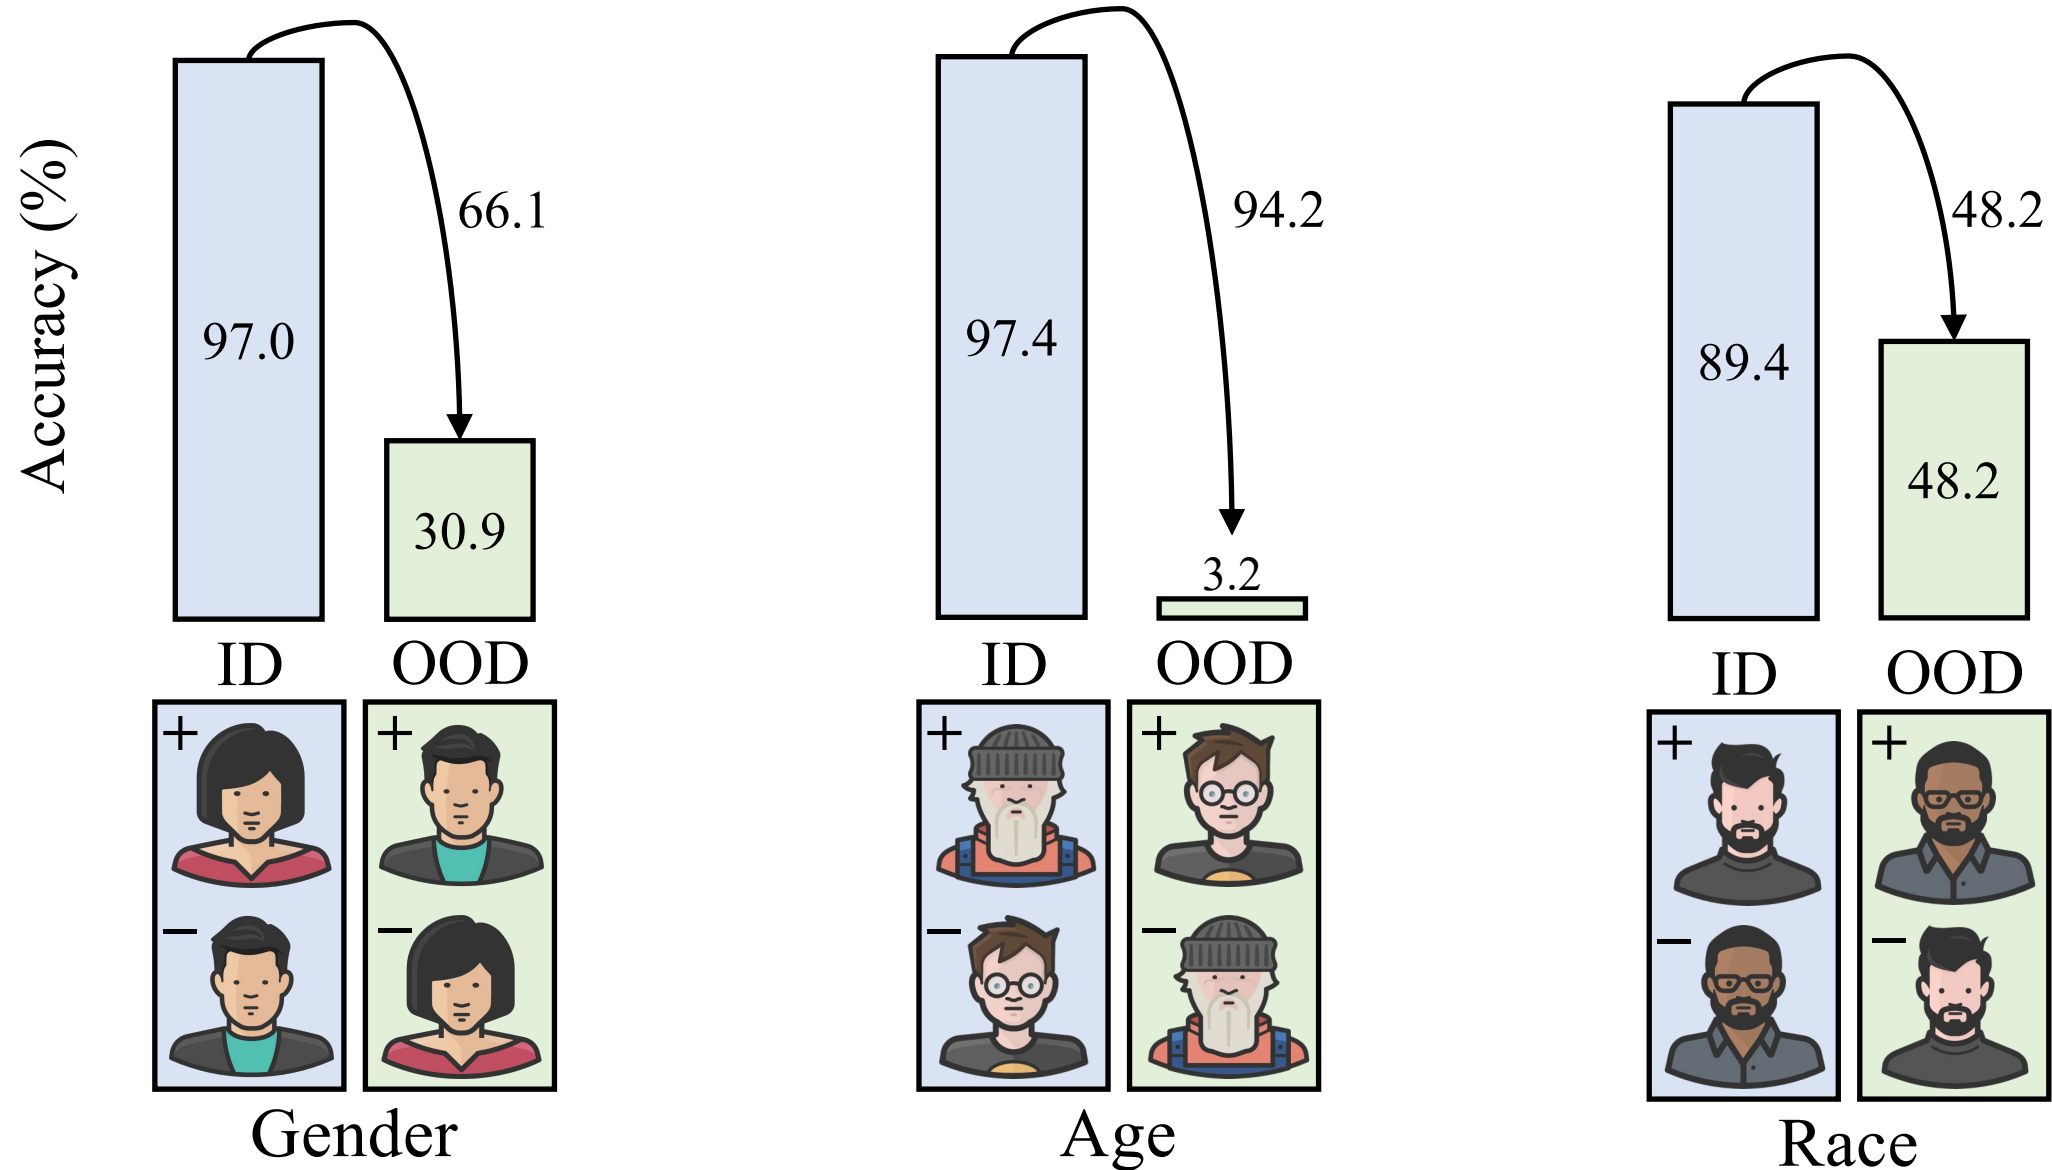 Accuracy (%)
97.0
66.1
30.9
ID
OOD
+
+
−
−
Gender
97.4
94.2
3.2
ID
OOD
+
+
−
−
Age
89.4
48.2
48.2
ID
OOD
+
+
−
−
Race